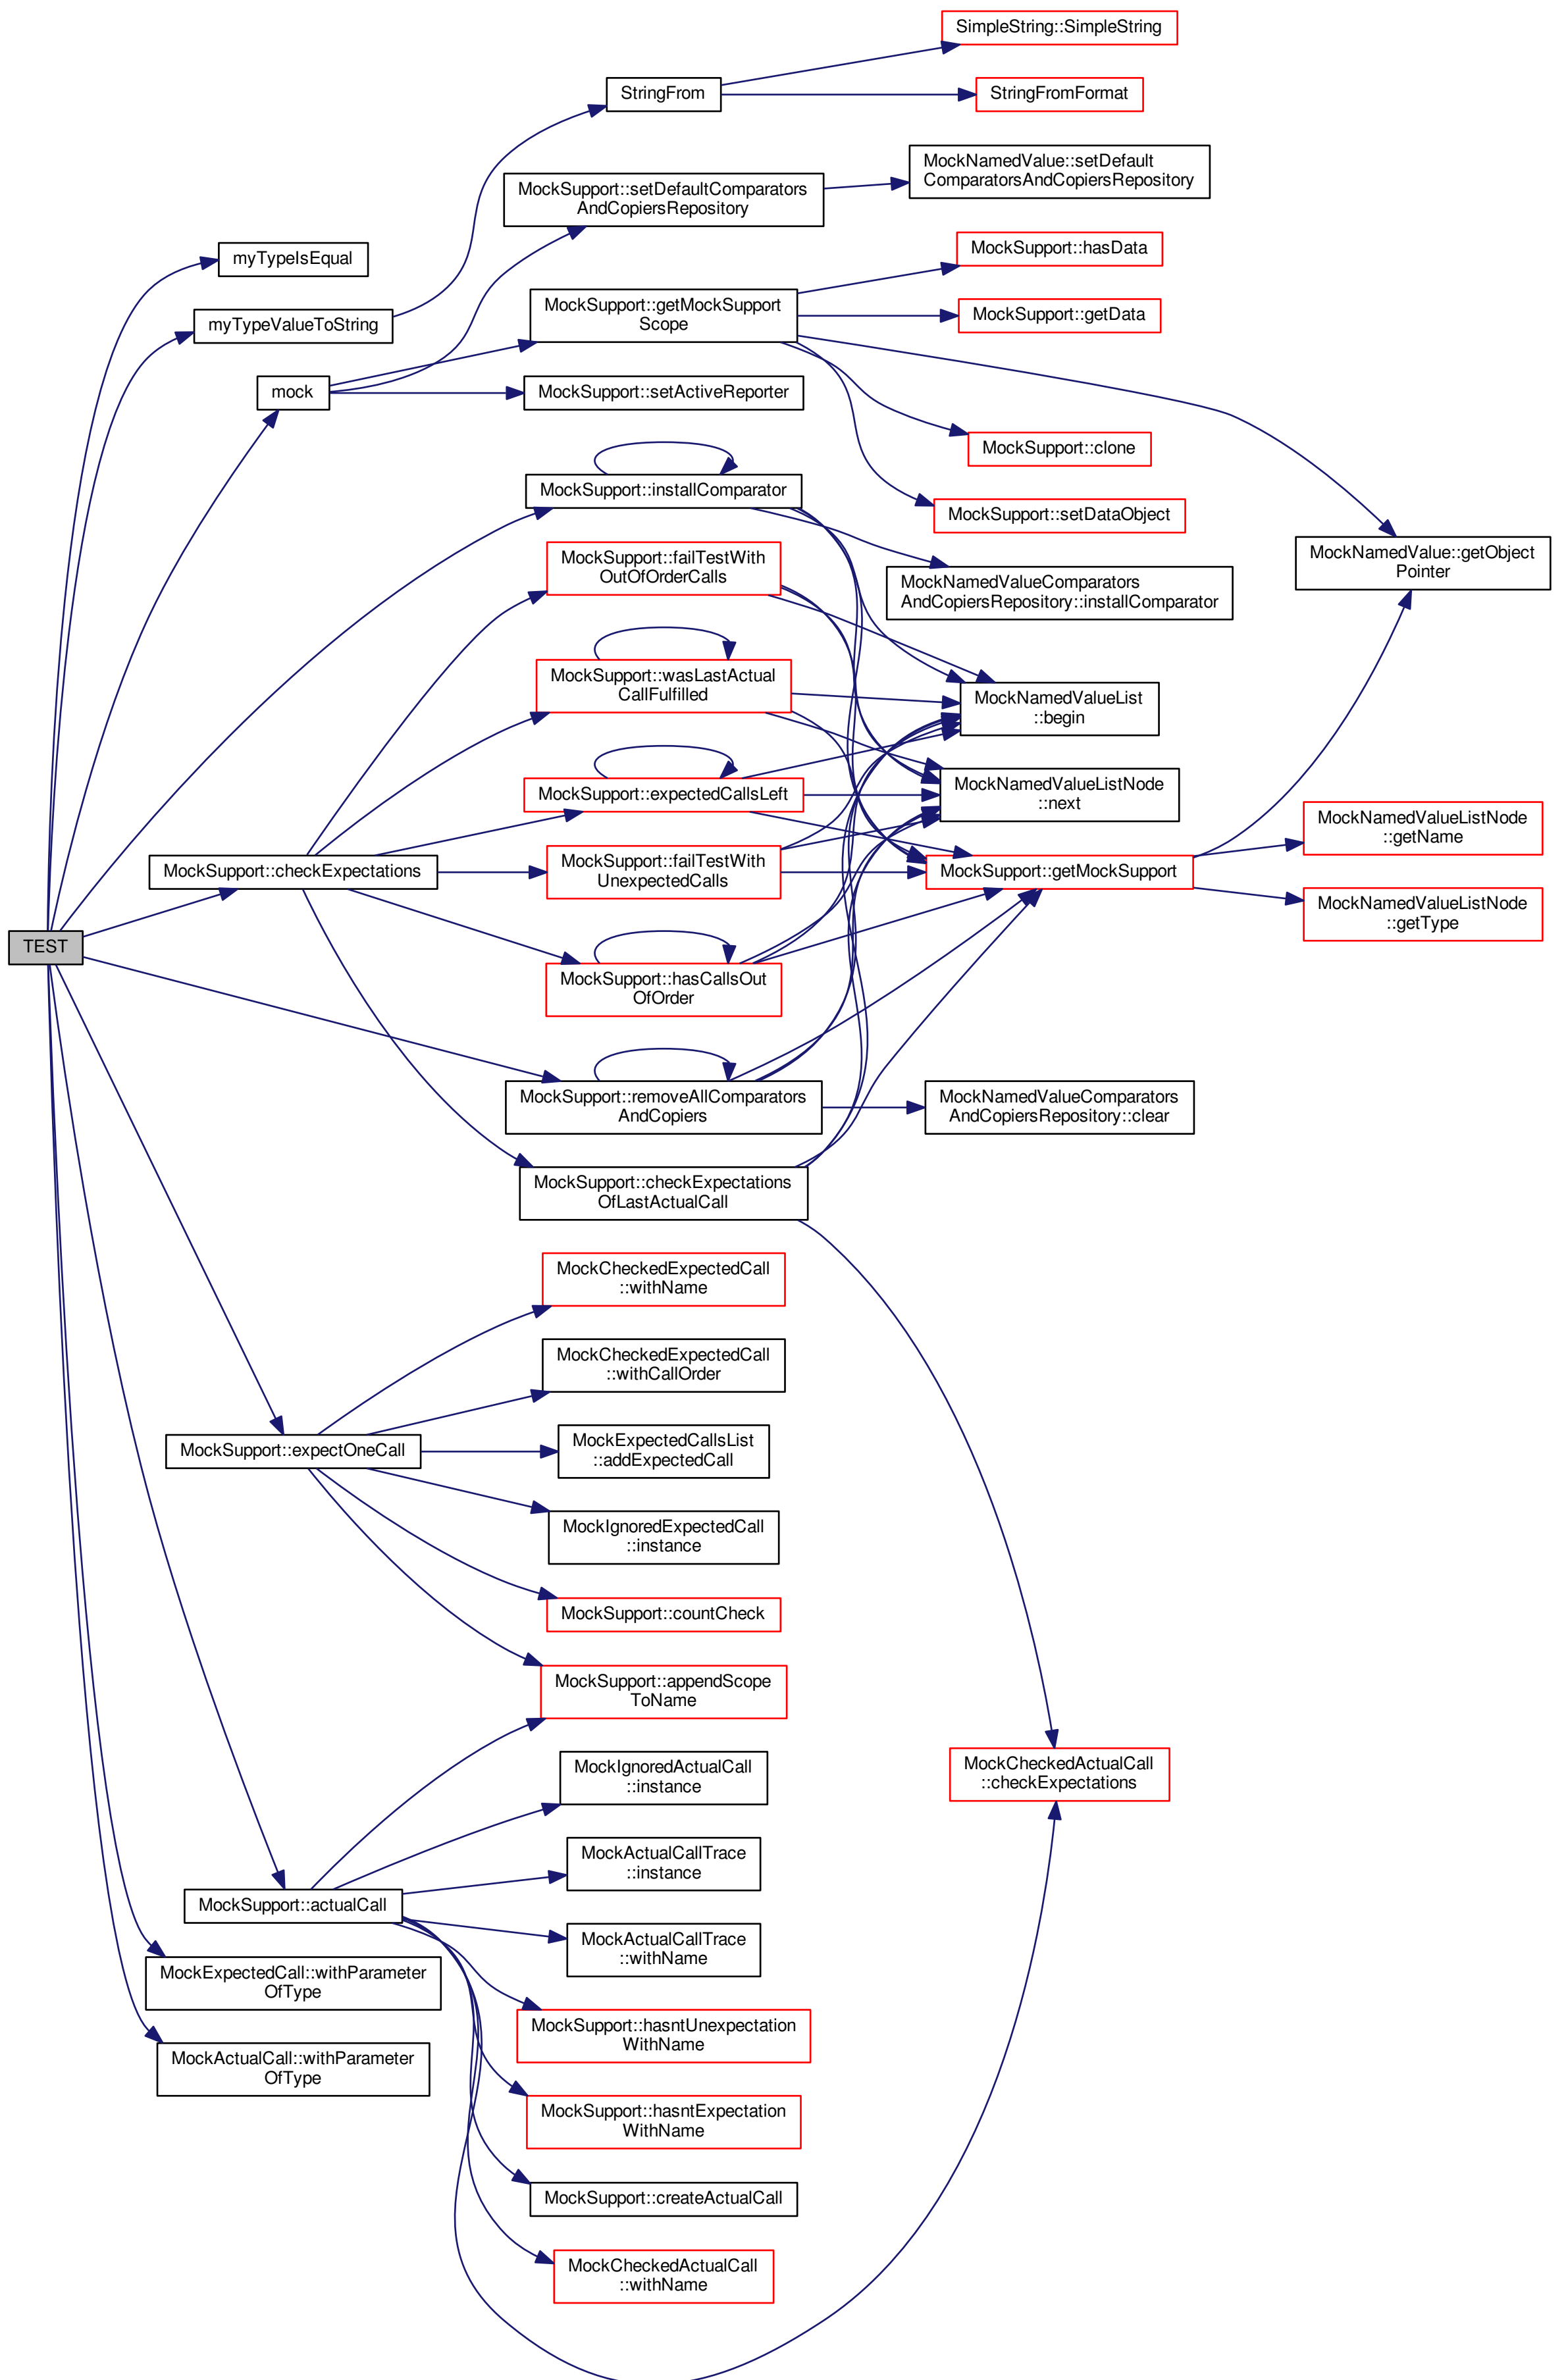 SimpleString::SimpleString
StringFrom
StringFromFormat
MockNamedValue::setDefault
ComparatorsAndCopiersRepository
MockSupport::setDefaultComparators
AndCopiersRepository
myTypeIsEqual
MockSupport::hasData
MockSupport::getMockSupport
Scope
MockSupport::getData
myTypeValueToString
mock
MockSupport::setActiveReporter
MockSupport::clone
MockSupport::installComparator
MockSupport::setDataObject
MockNamedValue::getObject
Pointer
MockSupport::failTestWith
OutOfOrderCalls
MockNamedValueComparators
AndCopiersRepository::installComparator
MockSupport::wasLastActual
CallFulfilled
MockNamedValueList
::begin
MockSupport::expectedCallsLeft
MockNamedValueListNode
::next
MockNamedValueListNode
::getName
MockSupport::checkExpectations
MockSupport::failTestWith
UnexpectedCalls
MockSupport::getMockSupport
MockNamedValueListNode
::getType
TEST
MockSupport::hasCallsOut
OfOrder
MockSupport::removeAllComparators
AndCopiers
MockNamedValueComparators
AndCopiersRepository::clear
MockSupport::checkExpectations
OfLastActualCall
MockCheckedExpectedCall
::withName
MockCheckedExpectedCall
::withCallOrder
MockSupport::expectOneCall
MockExpectedCallsList
::addExpectedCall
MockIgnoredExpectedCall
::instance
MockSupport::countCheck
MockSupport::appendScope
ToName
MockIgnoredActualCall
::instance
MockCheckedActualCall
::checkExpectations
MockActualCallTrace
::instance
MockSupport::actualCall
MockActualCallTrace
::withName
MockExpectedCall::withParameter
OfType
MockSupport::hasntUnexpectation
WithName
MockActualCall::withParameter
OfType
MockSupport::hasntExpectation
WithName
MockSupport::createActualCall
MockCheckedActualCall
::withName